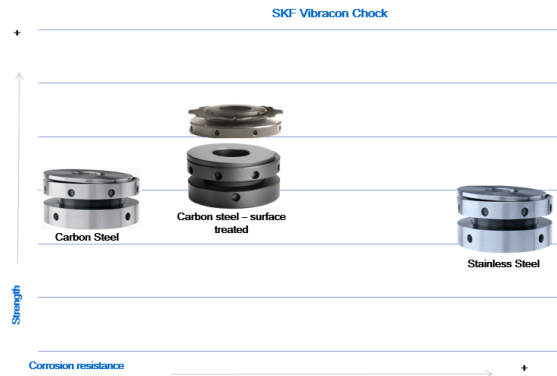 SKF Vibracon Chock
+
Carbon Steel
Carbon steel – surface
treated
Stainless Steel
Strength
Corrosion resistance
+